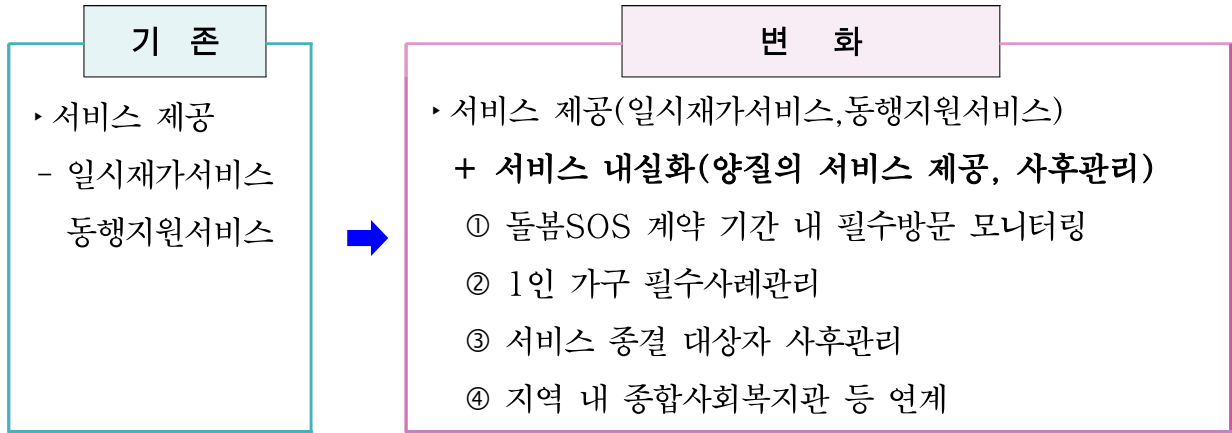 기 존
‣서비스 제공
- 일시재가서비스
동행지원서비스
변 화
‣서비스 제공(일시재가서비스,동행지원서비스)
+ 서비스 내실화(양질의 서비스 제공, 사후관리)
① 돌봄SOS 계약 기간 내 필수방문 모니터링
② 1인 가구 필수사례관리
③ 서비스 종결 대상자 사후관리
④ 지역 내 종합사회복지관 등 연계